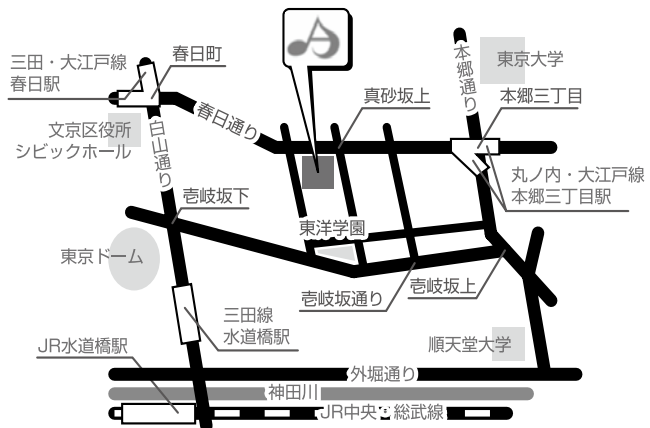 三田・大江戸線
春日駅
春日町
文京区役所
シビックホール
白山通り
春日通り
真砂坂上
本郷通り
東京大学
本郷三丁目
丸ノ内・大江戸線
本郷三丁目駅
壱岐坂下
東洋学園
東京ドーム
壱岐坂通り
壱岐坂上
三田線
水道橋駅
JR水道橋駅
順天堂大学
外堀通り
神田川
JR中央・総武線